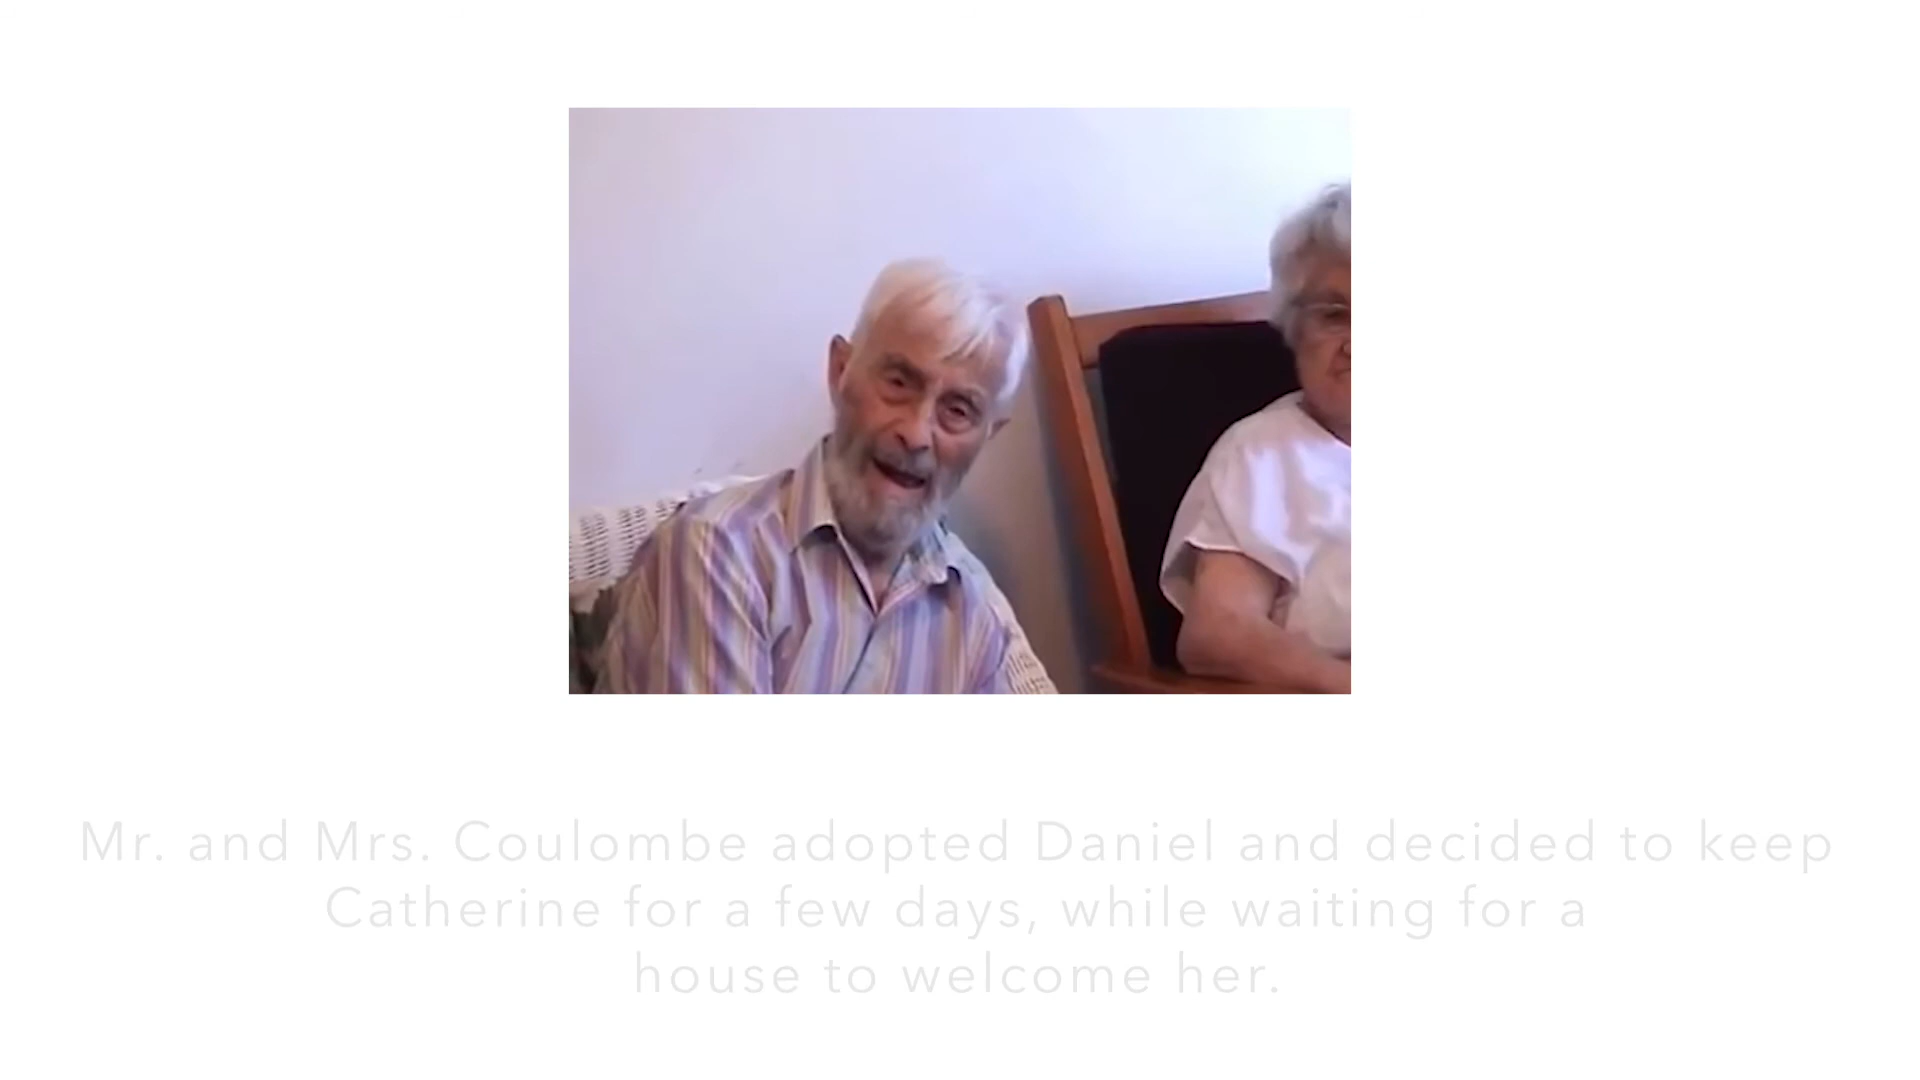 Mr. and Mrs. Coulombe adopted Daniel and decided to keep
Catherine for a few days, while waiting for a
house to welcome her.